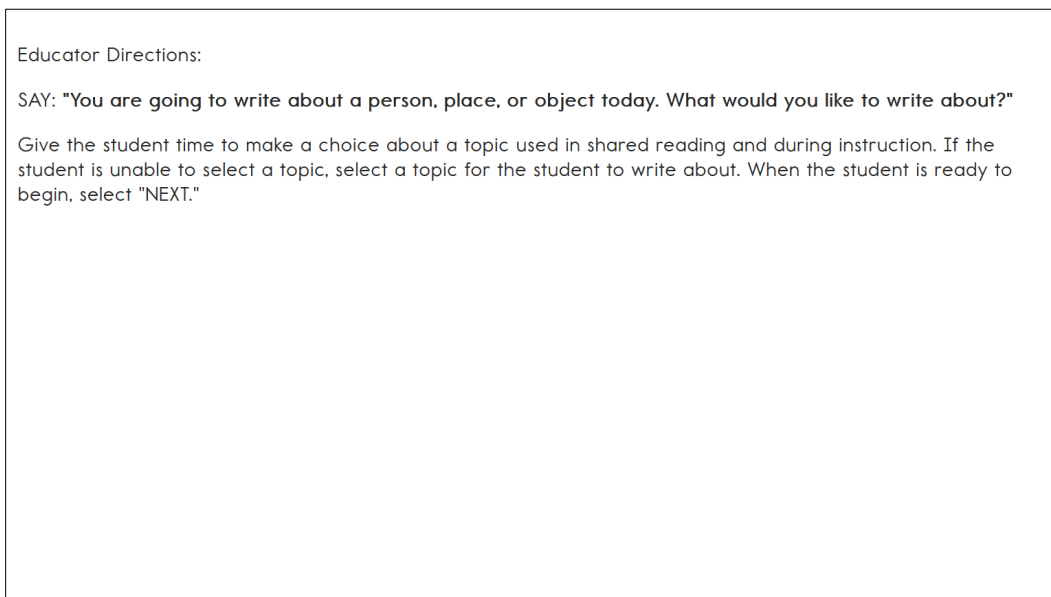 Educator Directions:
SAY: "You are going to write about a person, place, or object today. What would you like to write about?"
Give the student time to make a choice about a topic used in shared reading and during instruction. If the
student is unable to select a topic, select a topic for the student to write about. When the student is ready to
begin, select "NEXT."